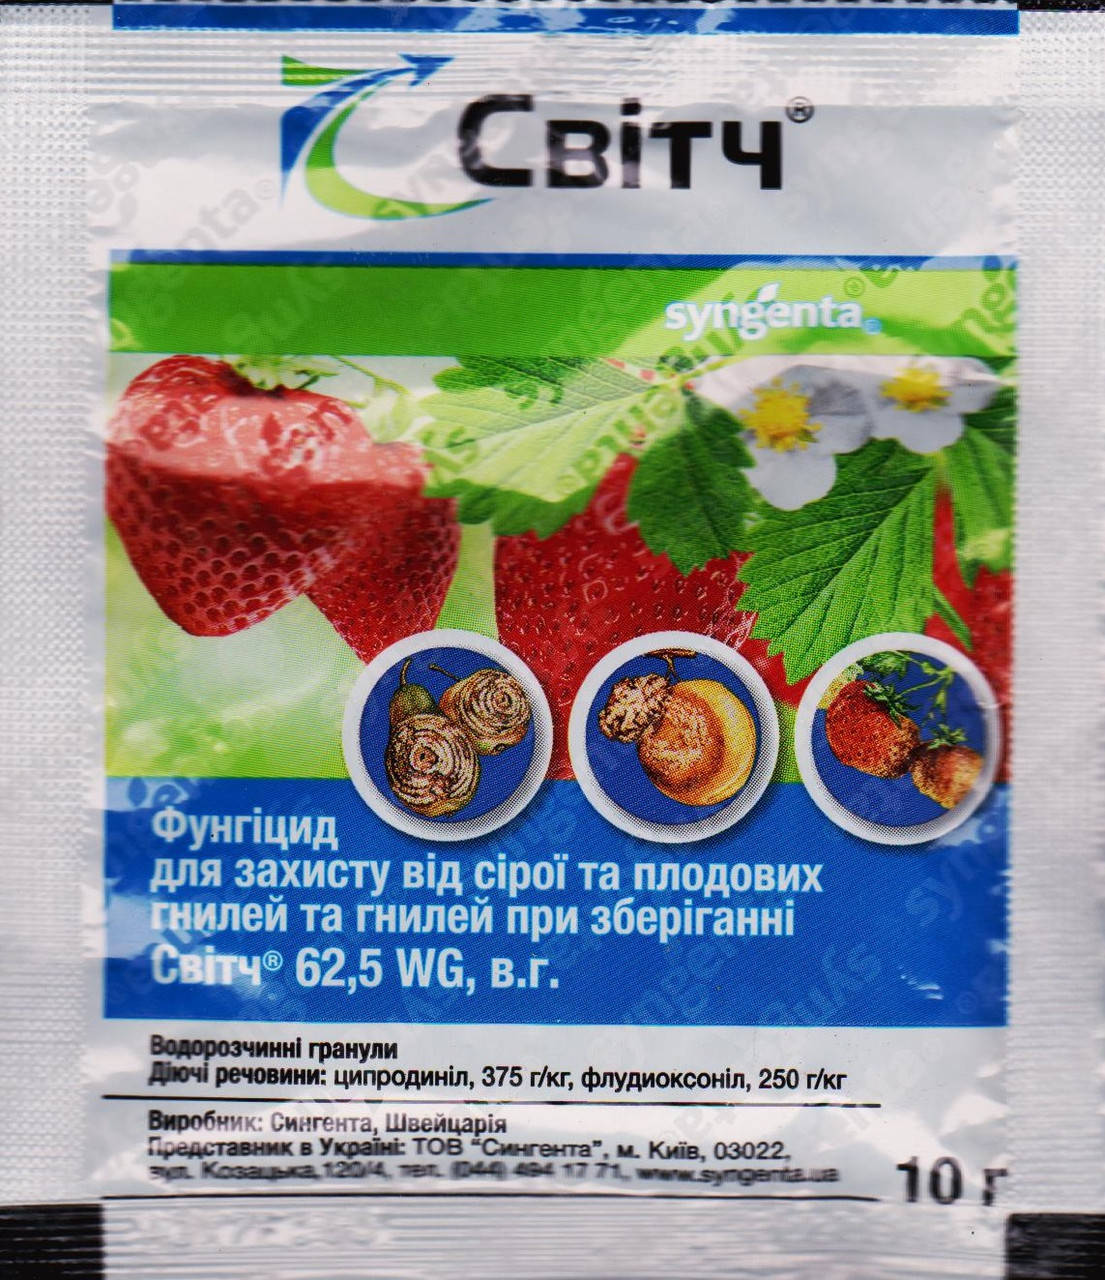 Світч®
syngenta®
Фунгіцид
для захисту від сірої та плодових
гнилей та гнилей при зберіганні
Світч® 62,5 WG, в.г.
Водорозчинні гранули
Діючі речовини: ципродиніл, 375 г/кг, флудиоксоніл, 250 г/кг
Виробник: Сингента, Швейцарія
Представник в Україні: ТОВ "Сингента", м. Київ, 03022,
вул. Козацька,120/4, тел. (044) 494 17 71, www.syngenta.ua
10 г